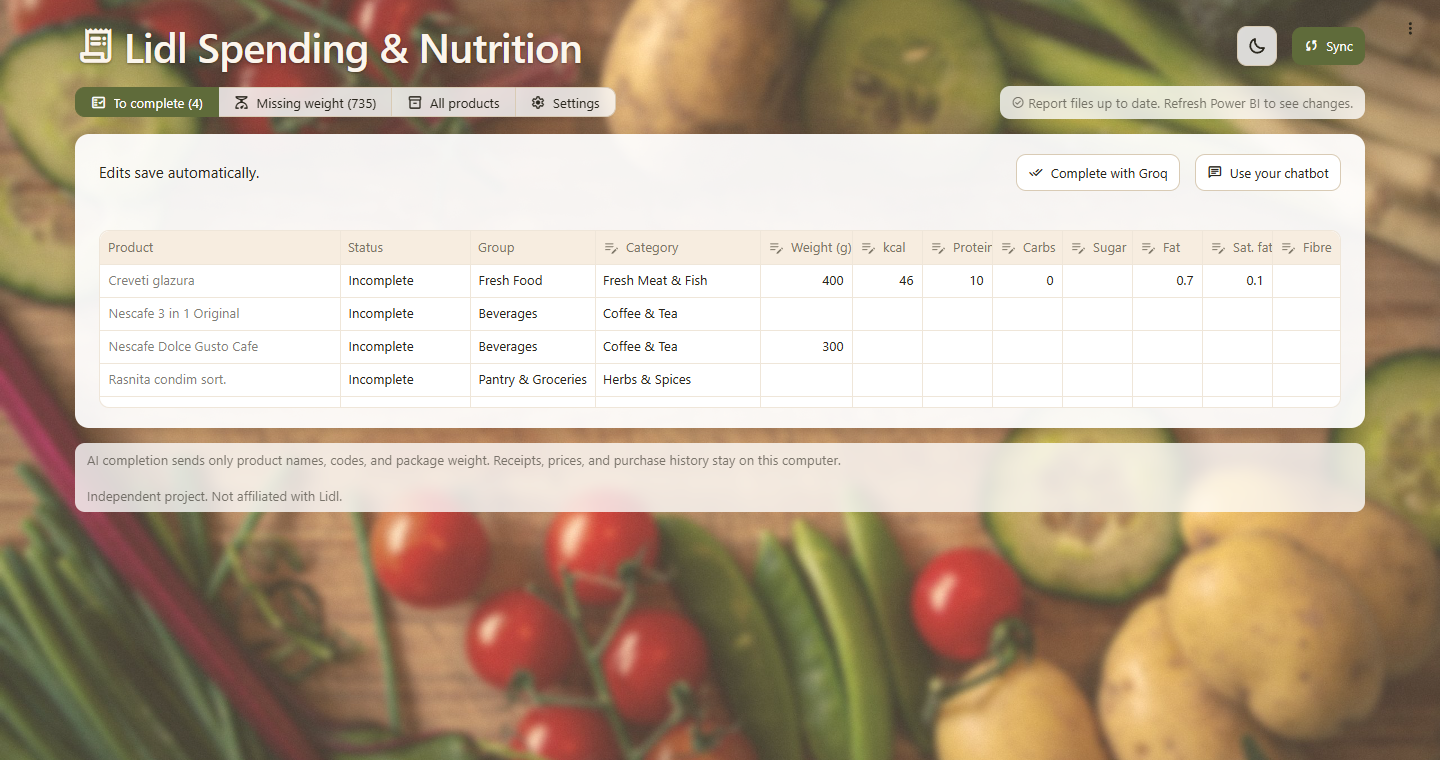 Lidl Spending & Nutrition
Sync
To complete (4) Missing weight (735) All products Settings
Report files up to date. Refresh Power BI to see changes.
Edits save automatically.
Complete with Groq Use your chatbot
Product Status Group Category Weight (g) kcal Protein Carbs Sugar Fat Sat. fat Fibre
Creveti glazura Incomplete Fresh Food Fresh Meat & Fish 400 46 10 0 0.7 0.1
Nescafe 3 in 1 Original Incomplete Beverages Coffee & Tea
Nescafe Dolce Gusto Cafe Incomplete Beverages Coffee & Tea 300
Rasnita condim sort. Incomplete Pantry & Groceries Herbs & Spices
AI completion sends only product names, codes, and package weight. Receipts, prices, and purchase history stay on this computer.
Independent project. Not affiliated with Lidl.